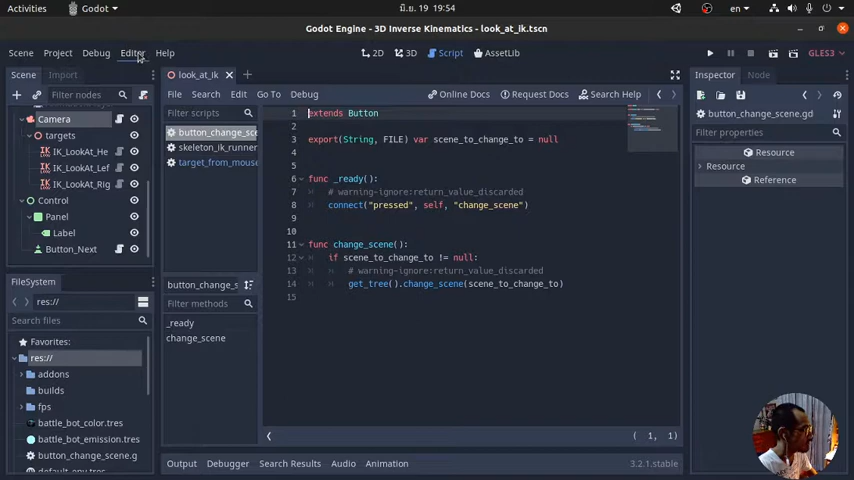 Activities Godot มิ.ย. 19 19:54 en
Godot Engine - 3D Inverse Kinematics - look_at_ik.tscn
Scene Project Debug Editor Help 2D 3D Script AssetLib GLES3
Scene Import
look_at_ik
Inspector Node
Filter nodes
File Search Edit Go To Debug Online Docs Request Docs Search Help
Camera
targets
IK_LookAt_He
IK_LookAt_Lef
IK_LookAt_Rig
Control
Panel
Label
Button_Next
FileSystem
res://
Search files
Favorites:
res://
addons
builds
fps
battle_bot_color.tres
battle_bot_emission.tres
button_change_scene.g
default_env.tres
Filter scripts
button_change_sce
skeleton_ik_runner
target_from_mouse
button_change_s
Filter methods
_ready
change_scene
1 extends Button
2
3 export(String, FILE) var scene_to_change_to = null
4
5
6 func _ready():
7 # warning-ignore:return_value_discarded
8 connect("pressed", self, "change_scene")
9
10
11 func change_scene():
12 if scene_to_change_to != null:
13 # warning-ignore:return_value_discarded
14 get_tree().change_scene(scene_to_change_to)
15
( 1, 1)
Output Debugger Search Results Audio Animation 3.2.1.stable
button_change_scene.gd
Filter properties
Resource
Resource
Reference